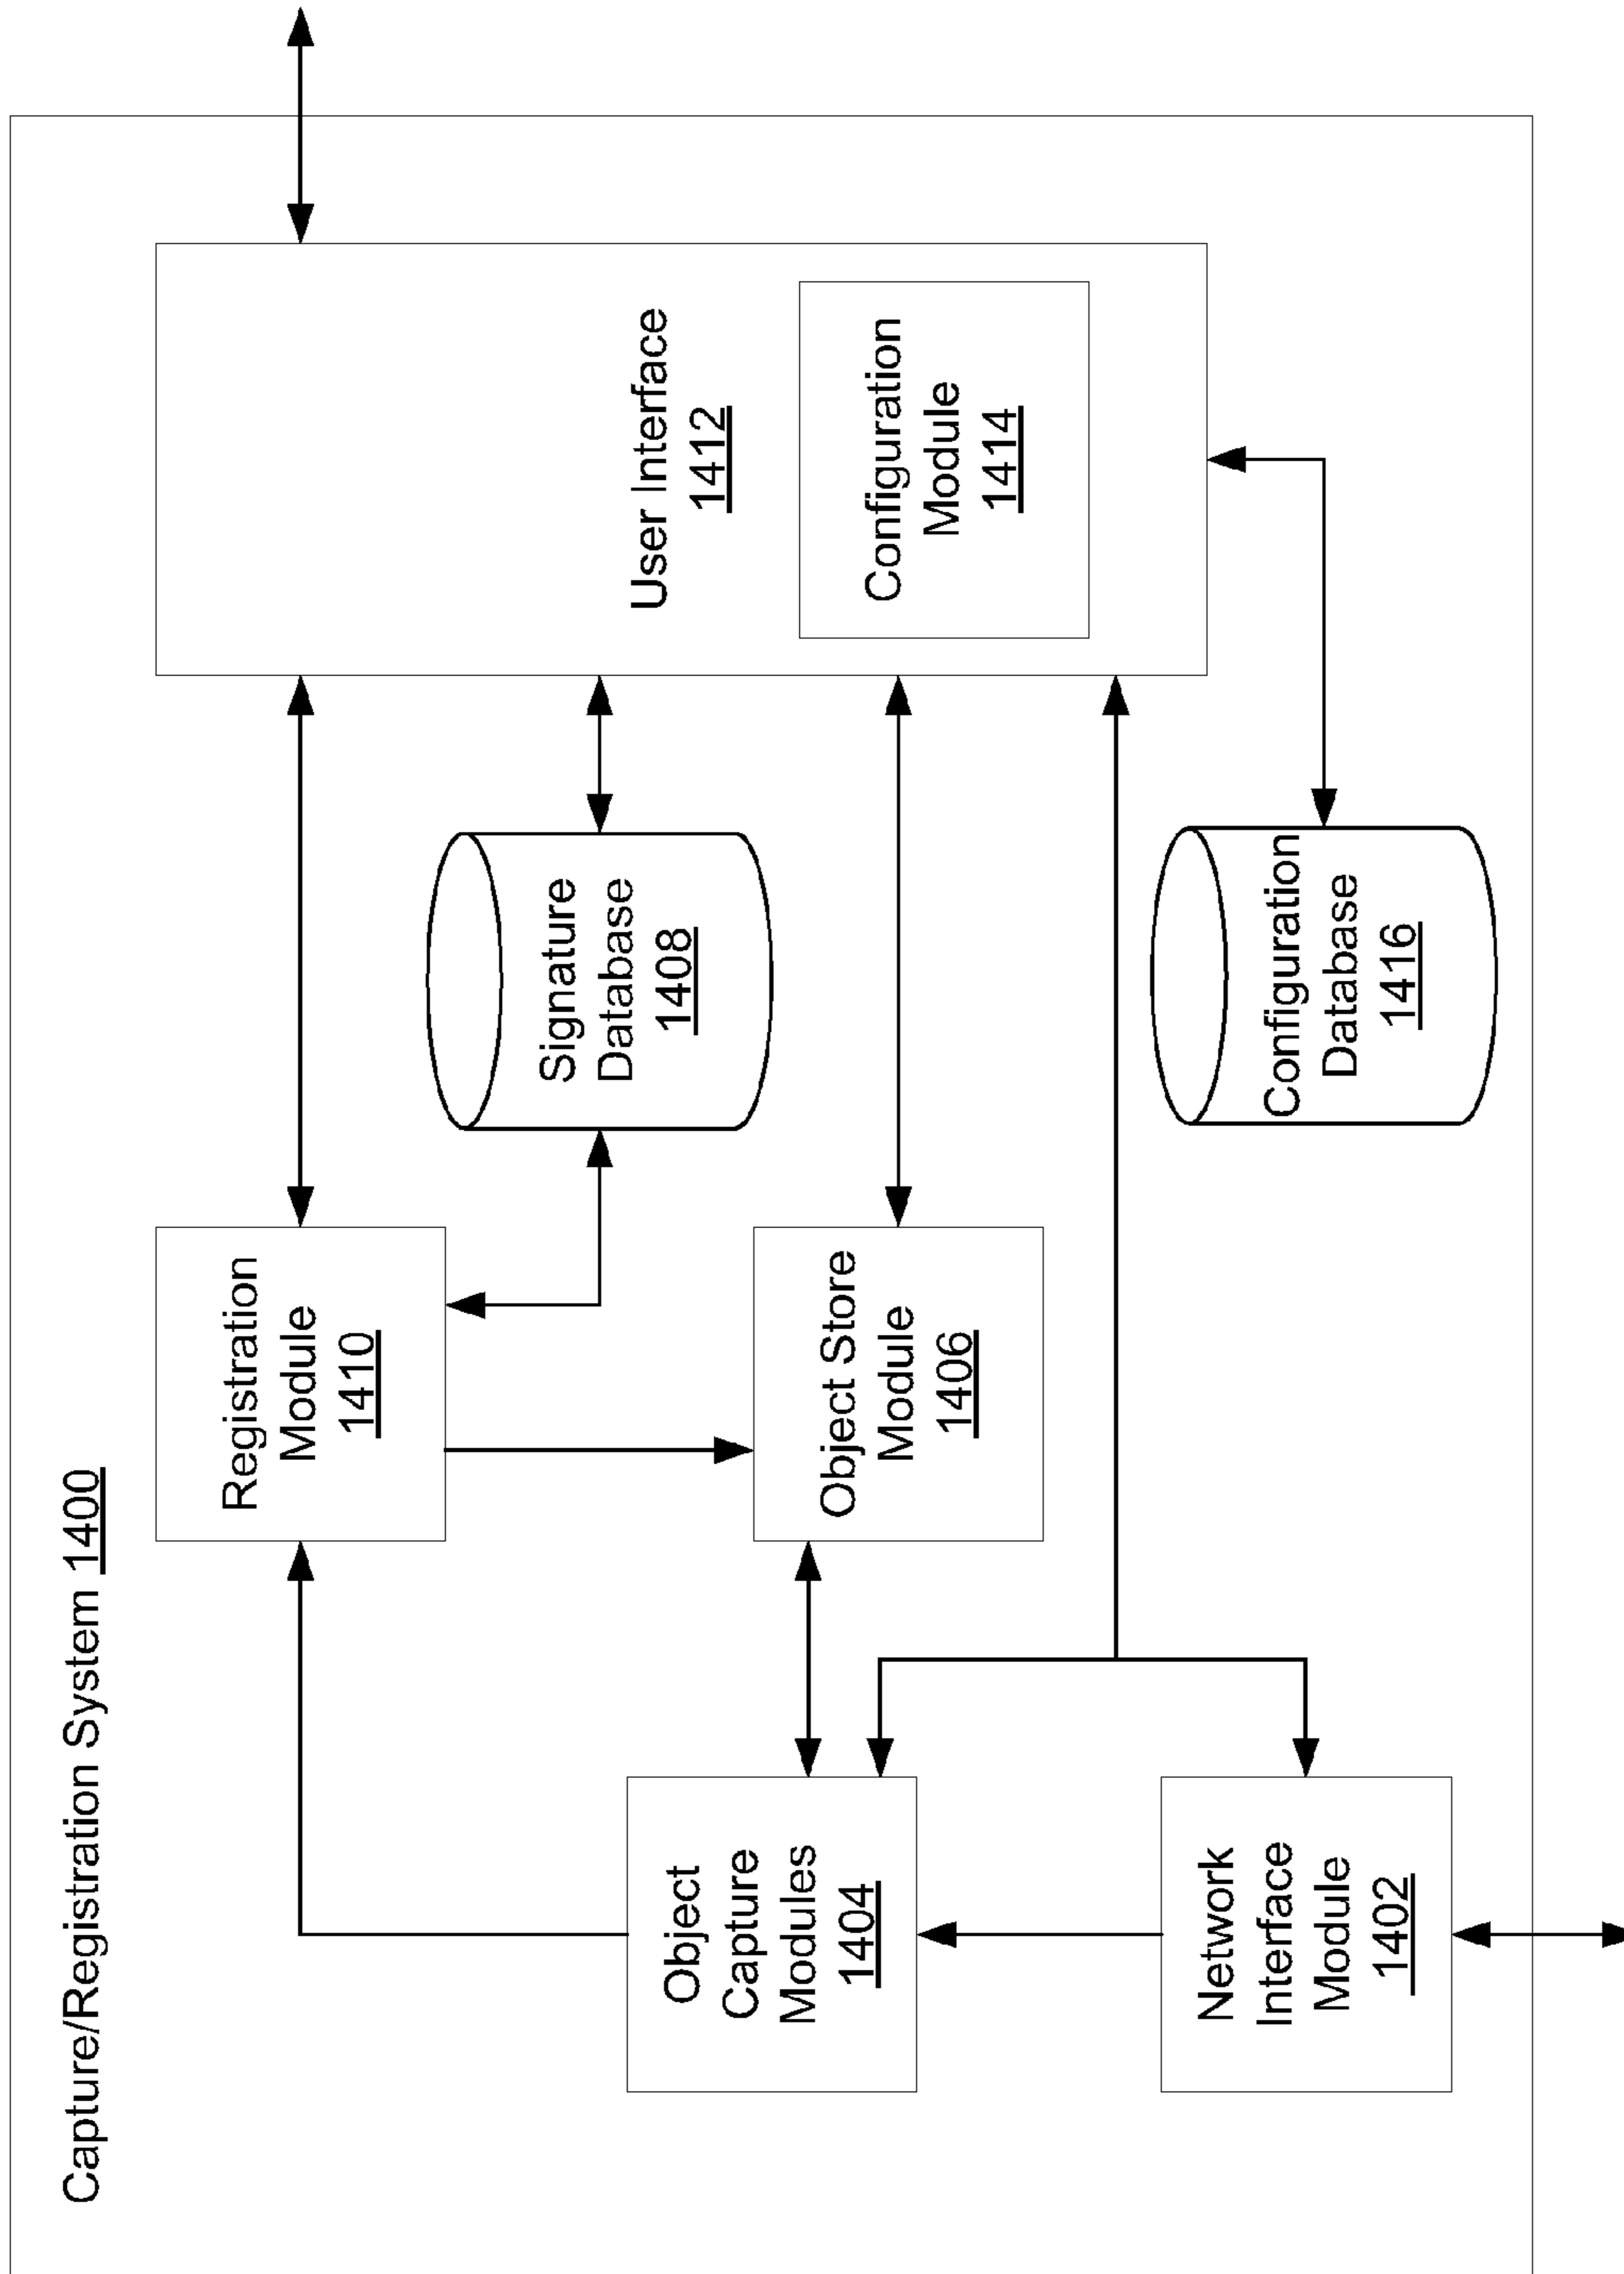 Capture/Registration System 1400
Registration
Module
1410
Object
Capture
Modules
1404
Object Store
Module
1406
Network
Interface
Module
1402
Signature
Database
1408
Configuration
Database
1416
User Interface
1412
Configuration
Module
1414